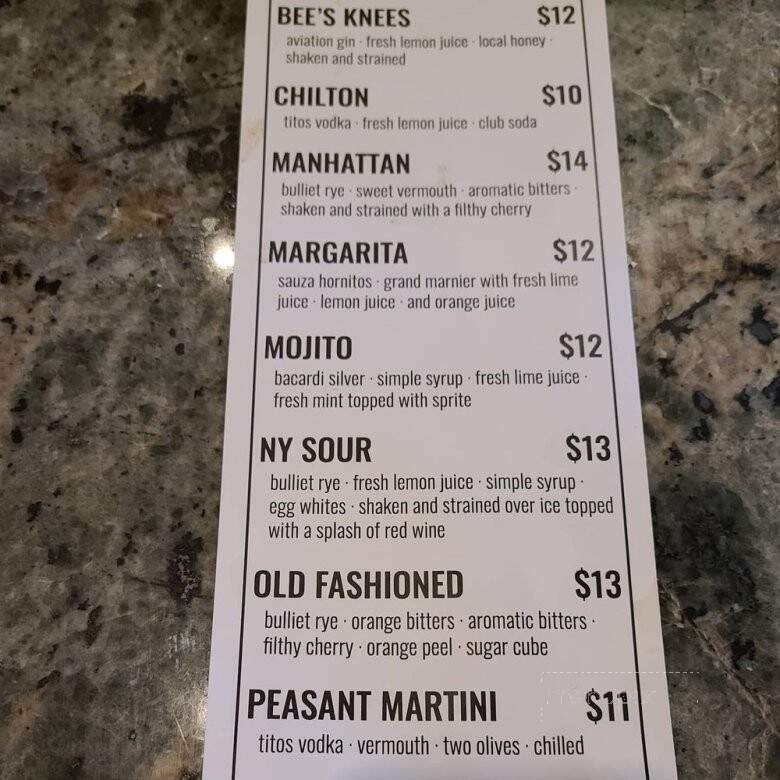 BEE'S KNEES $12
aviation gin · fresh lemon juice · local honey ·
shaken and strained
CHILTON $10
titos vodka · fresh lemon juice · club soda
MANHATTAN $14
bulliet rye · sweet vermouth · aromatic bitters ·
shaken and strained with a filthy cherry
MARGARITA $12
sauza hornitos · grand marnier with fresh lime
juice · lemon juice · and orange juice
MOJITO $12
bacardi silver · simple syrup · fresh lime juice ·
fresh mint topped with sprite
NY SOUR $13
bulliet rye · fresh lemon juice · simple syrup ·
egg whites · shaken and strained over ice topped
with a splash of red wine
OLD FASHIONED $13
bulliet rye · orange bitters · aromatic bitters ·
filthy cherry · orange peel · sugar cube
PEASANT MARTINI $11
titos vodka · vermouth · two olives · chilled